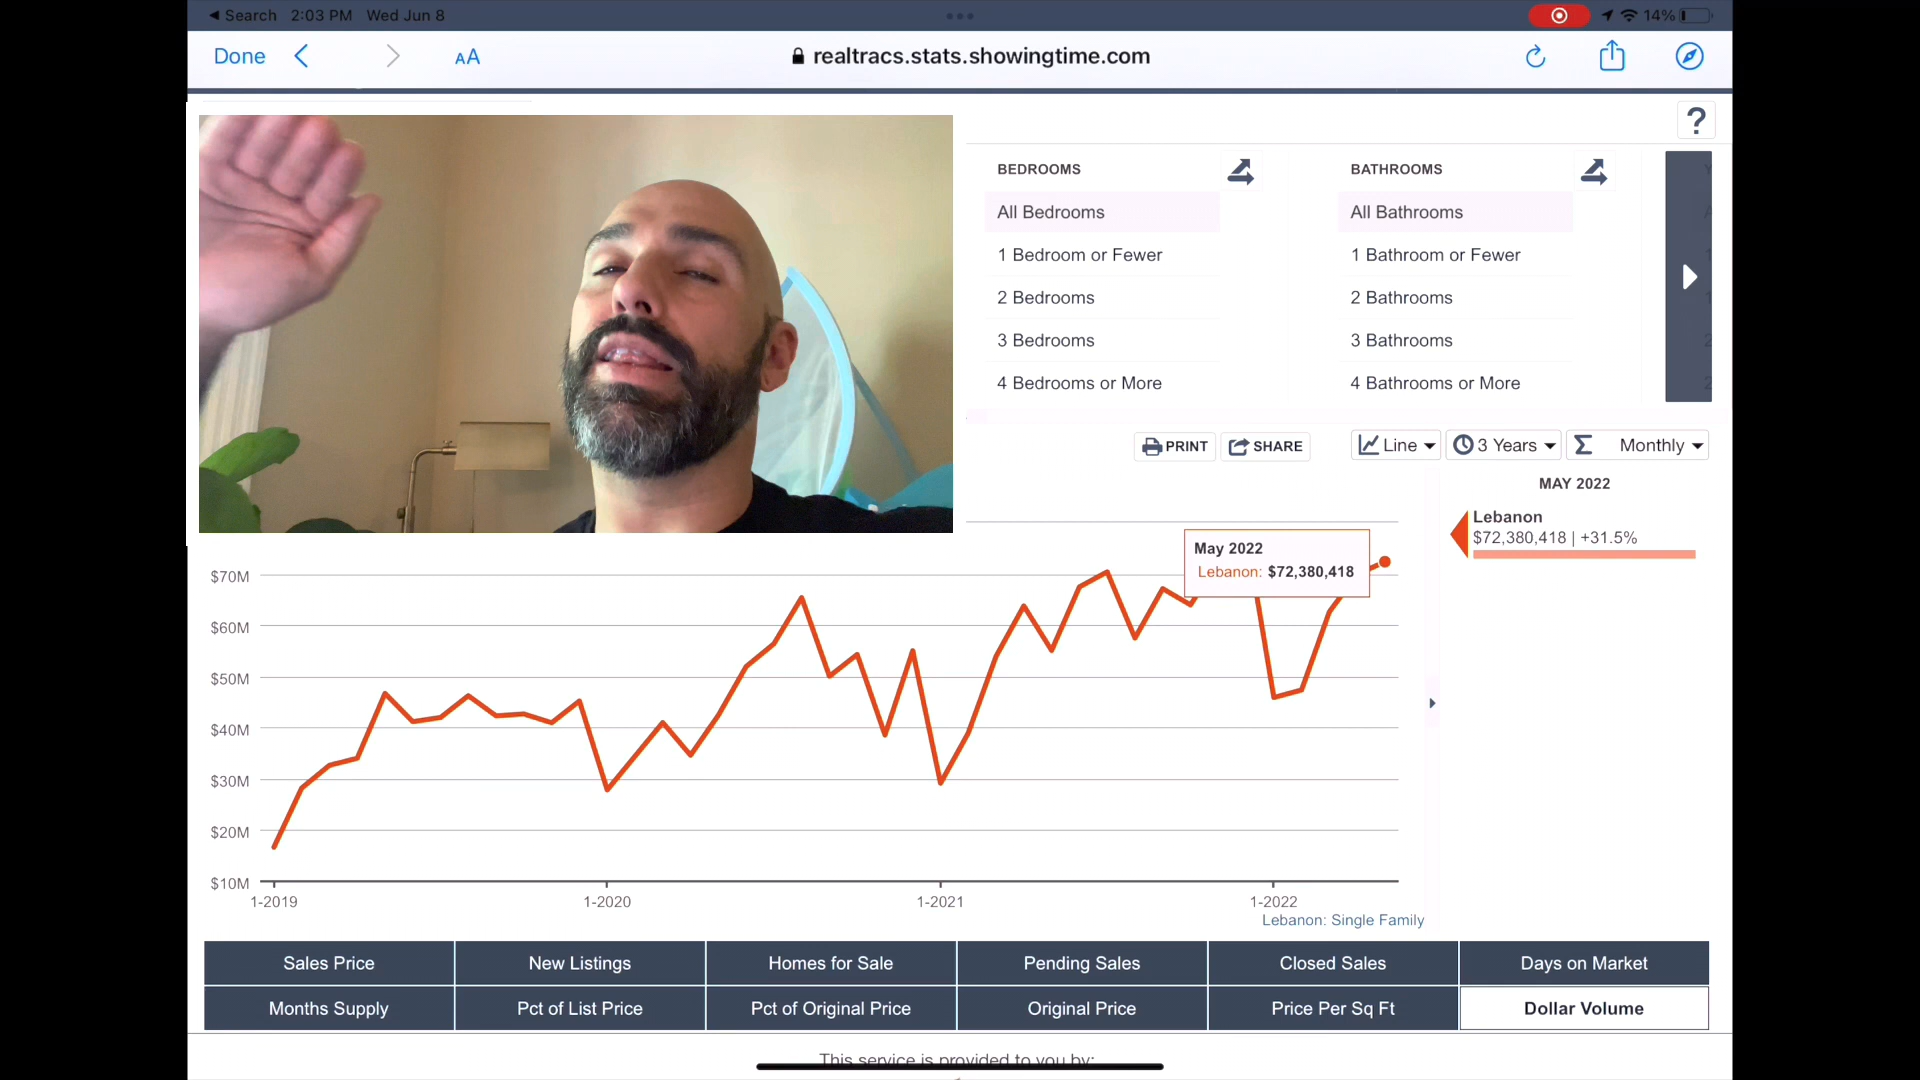 Search 2:03 PM Wed Jun 8
14%
Done
AA
realtracs.stats.showingtime.com
?
BEDROOMS
All Bedrooms
1 Bedroom or Fewer
2 Bedrooms
3 Bedrooms
4 Bedrooms or More
BATHROOMS
All Bathrooms
1 Bathroom or Fewer
2 Bathrooms
3 Bathrooms
4 Bathrooms or More
PRINT
SHARE
Line
3 Years
Σ Monthly
MAY 2022
Lebanon
$72,380,418 | +31.5%
May 2022
Lebanon: $72,380,418
$70M
$60M
$50M
$40M
$30M
$20M
$10M
1-2019 1-2020 1-2021 1-2022
Lebanon: Single Family
Sales Price New Listings Homes for Sale Pending Sales Closed Sales Days on Market
Months Supply Pct of List Price Pct of Original Price Original Price Price Per Sq Ft Dollar Volume
This service is provided to you by: